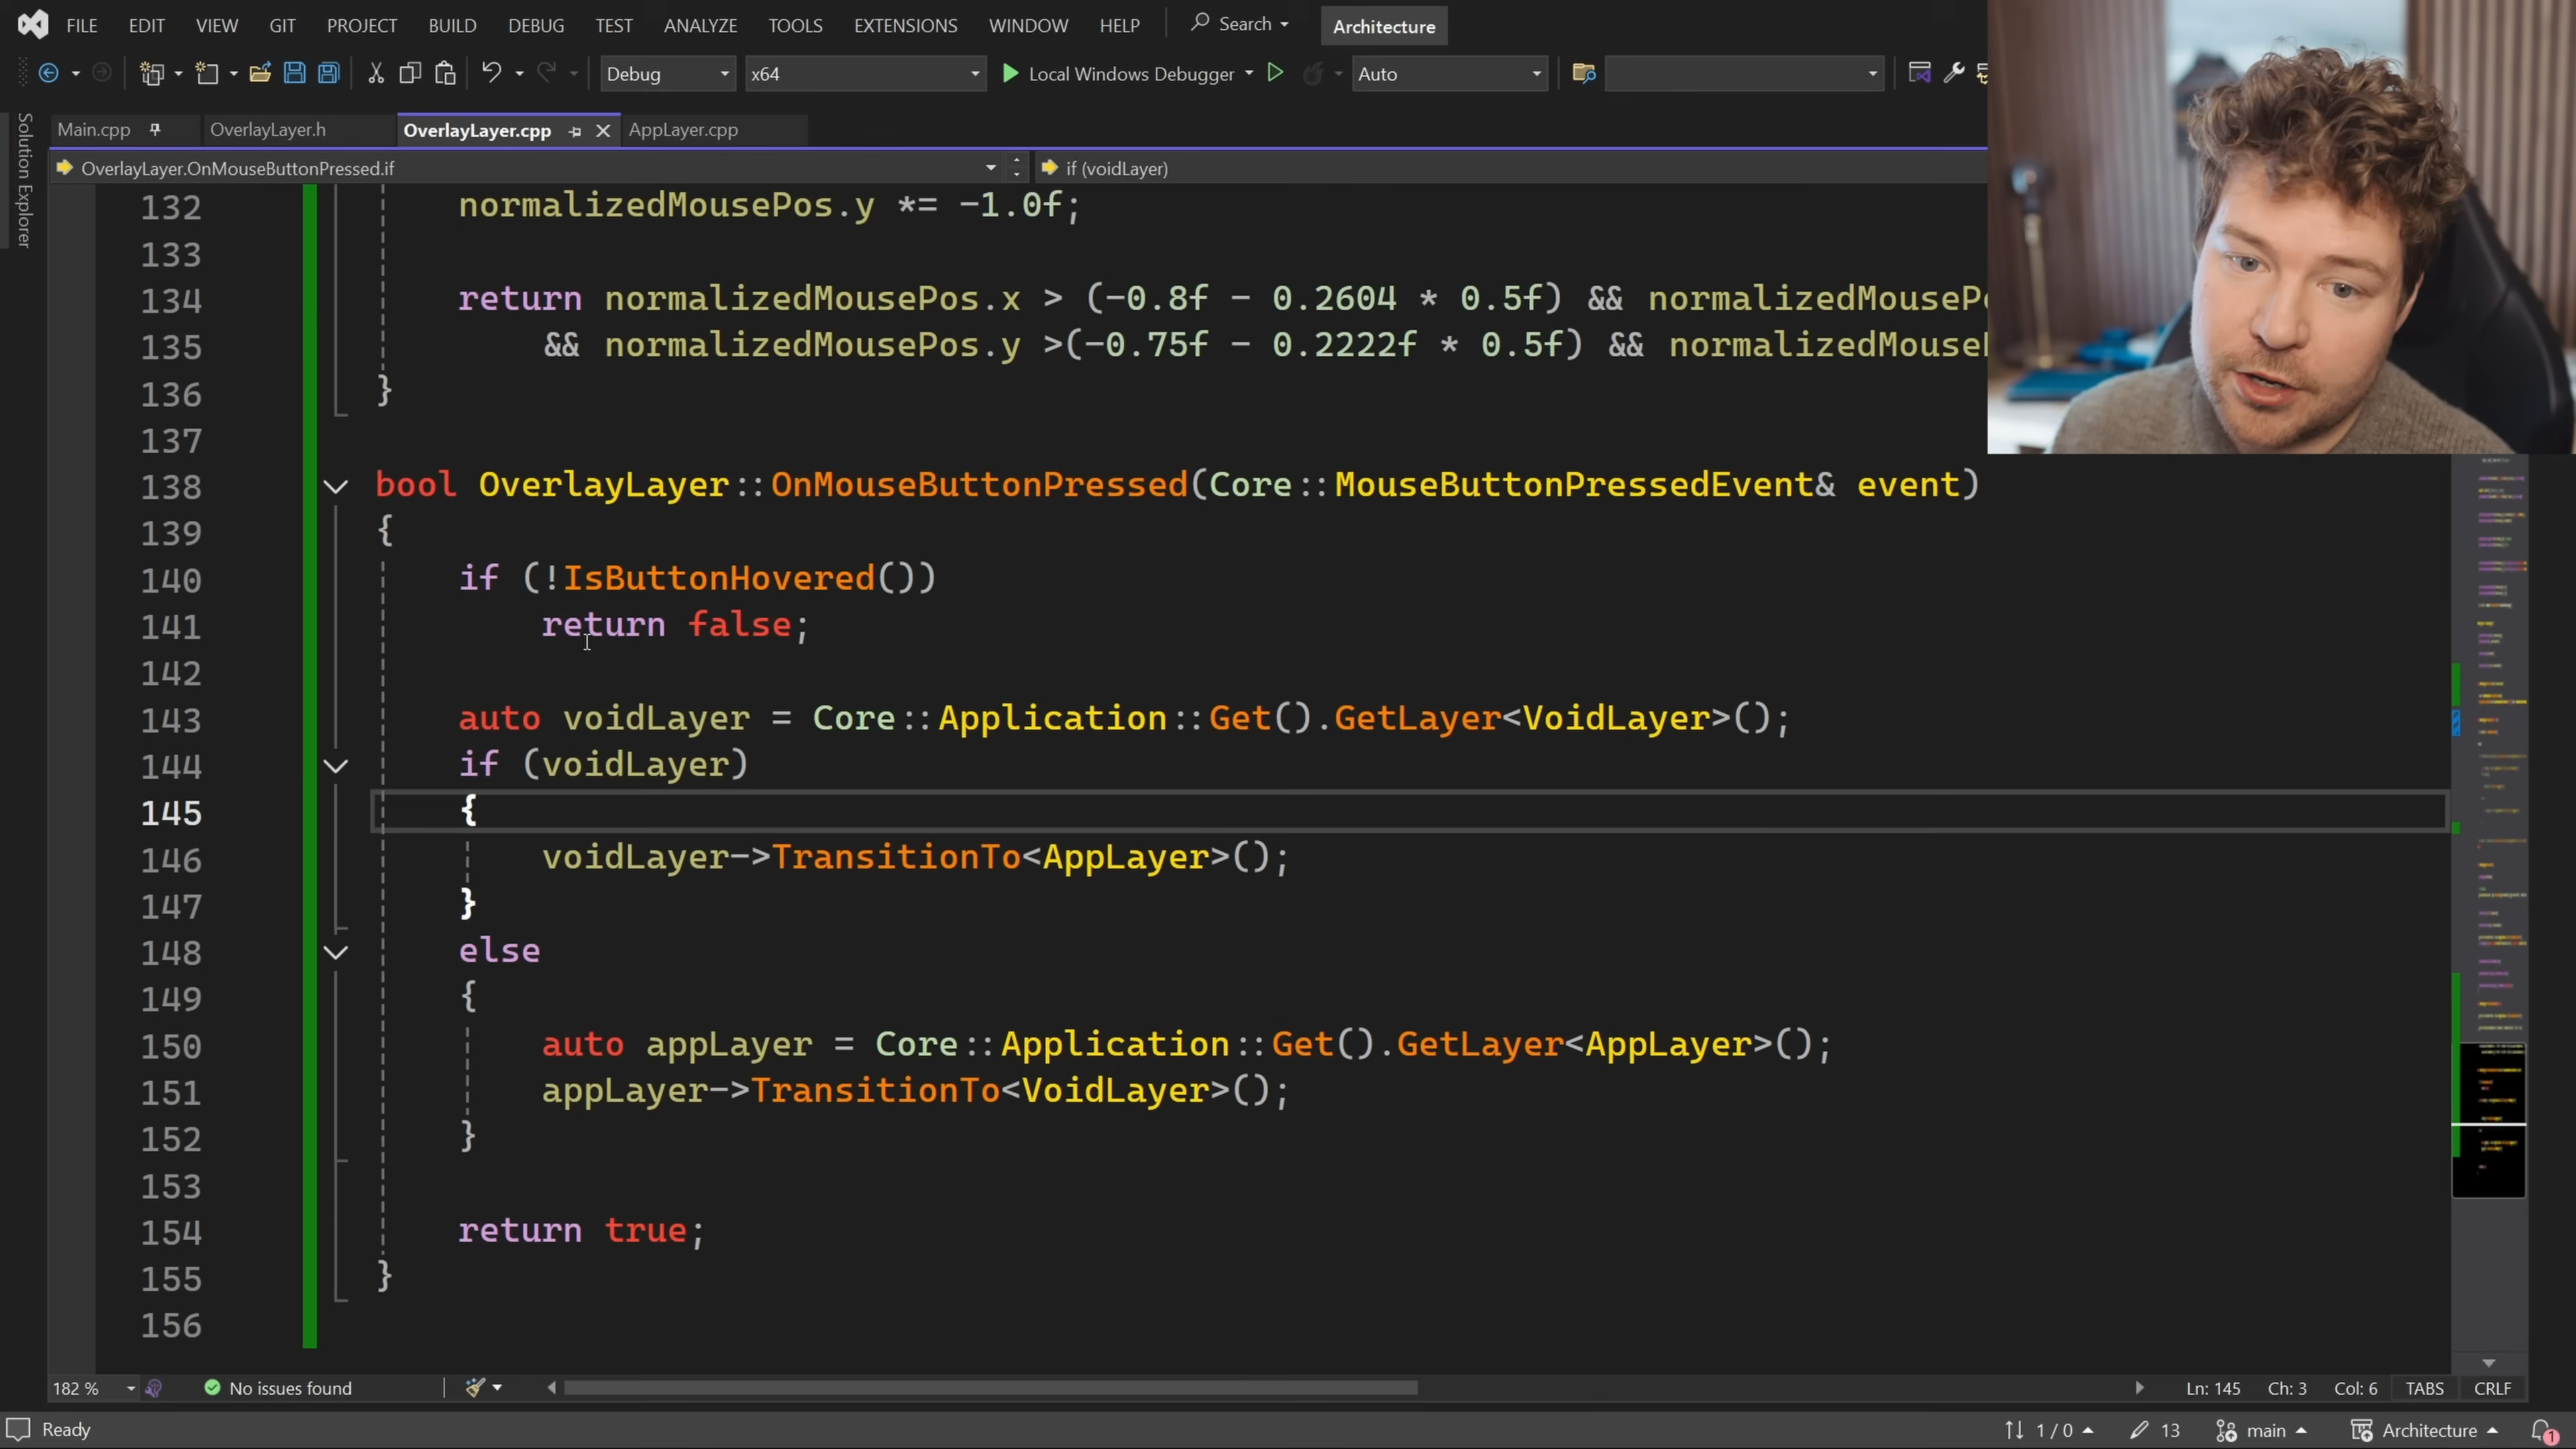 FILE EDIT VIEW GIT PROJECT BUILD DEBUG TEST ANALYZE TOOLS EXTENSIONS WINDOW HELP Search Architecture
Debug x64 Local Windows Debugger Auto
Solution Explorer
Main.cpp OverlayLayer.h OverlayLayer.cpp AppLayer.cpp
OverlayLayer.OnMouseButtonPressed.if if (voidLayer)
132 normalizedMousePos.y *= -1.0f;
133
134 return normalizedMousePos.x > (-0.8f - 0.2604 * 0.5f) && normalizedMousePo
135 && normalizedMousePos.y >(-0.75f - 0.2222f * 0.5f) && normalizedMouse
136 }
137
138 bool OverlayLayer::OnMouseButtonPressed(Core::MouseButtonPressedEvent& event)
139 {
140 if (!IsButtonHovered())
141 return false;
142
143 auto voidLayer = Core::Application::Get().GetLayer<VoidLayer>();
144 if (voidLayer)
145 {
146 voidLayer->TransitionTo<AppLayer>();
147 }
148 else
149 {
150 auto appLayer = Core::Application::Get().GetLayer<AppLayer>();
151 appLayer->TransitionTo<VoidLayer>();
152 }
153
154 return true;
155 }
156
182 % No issues found Ln: 145 Ch: 3 Col: 6 TABS CRLF
Ready 1 / 0 13 main Architecture 1